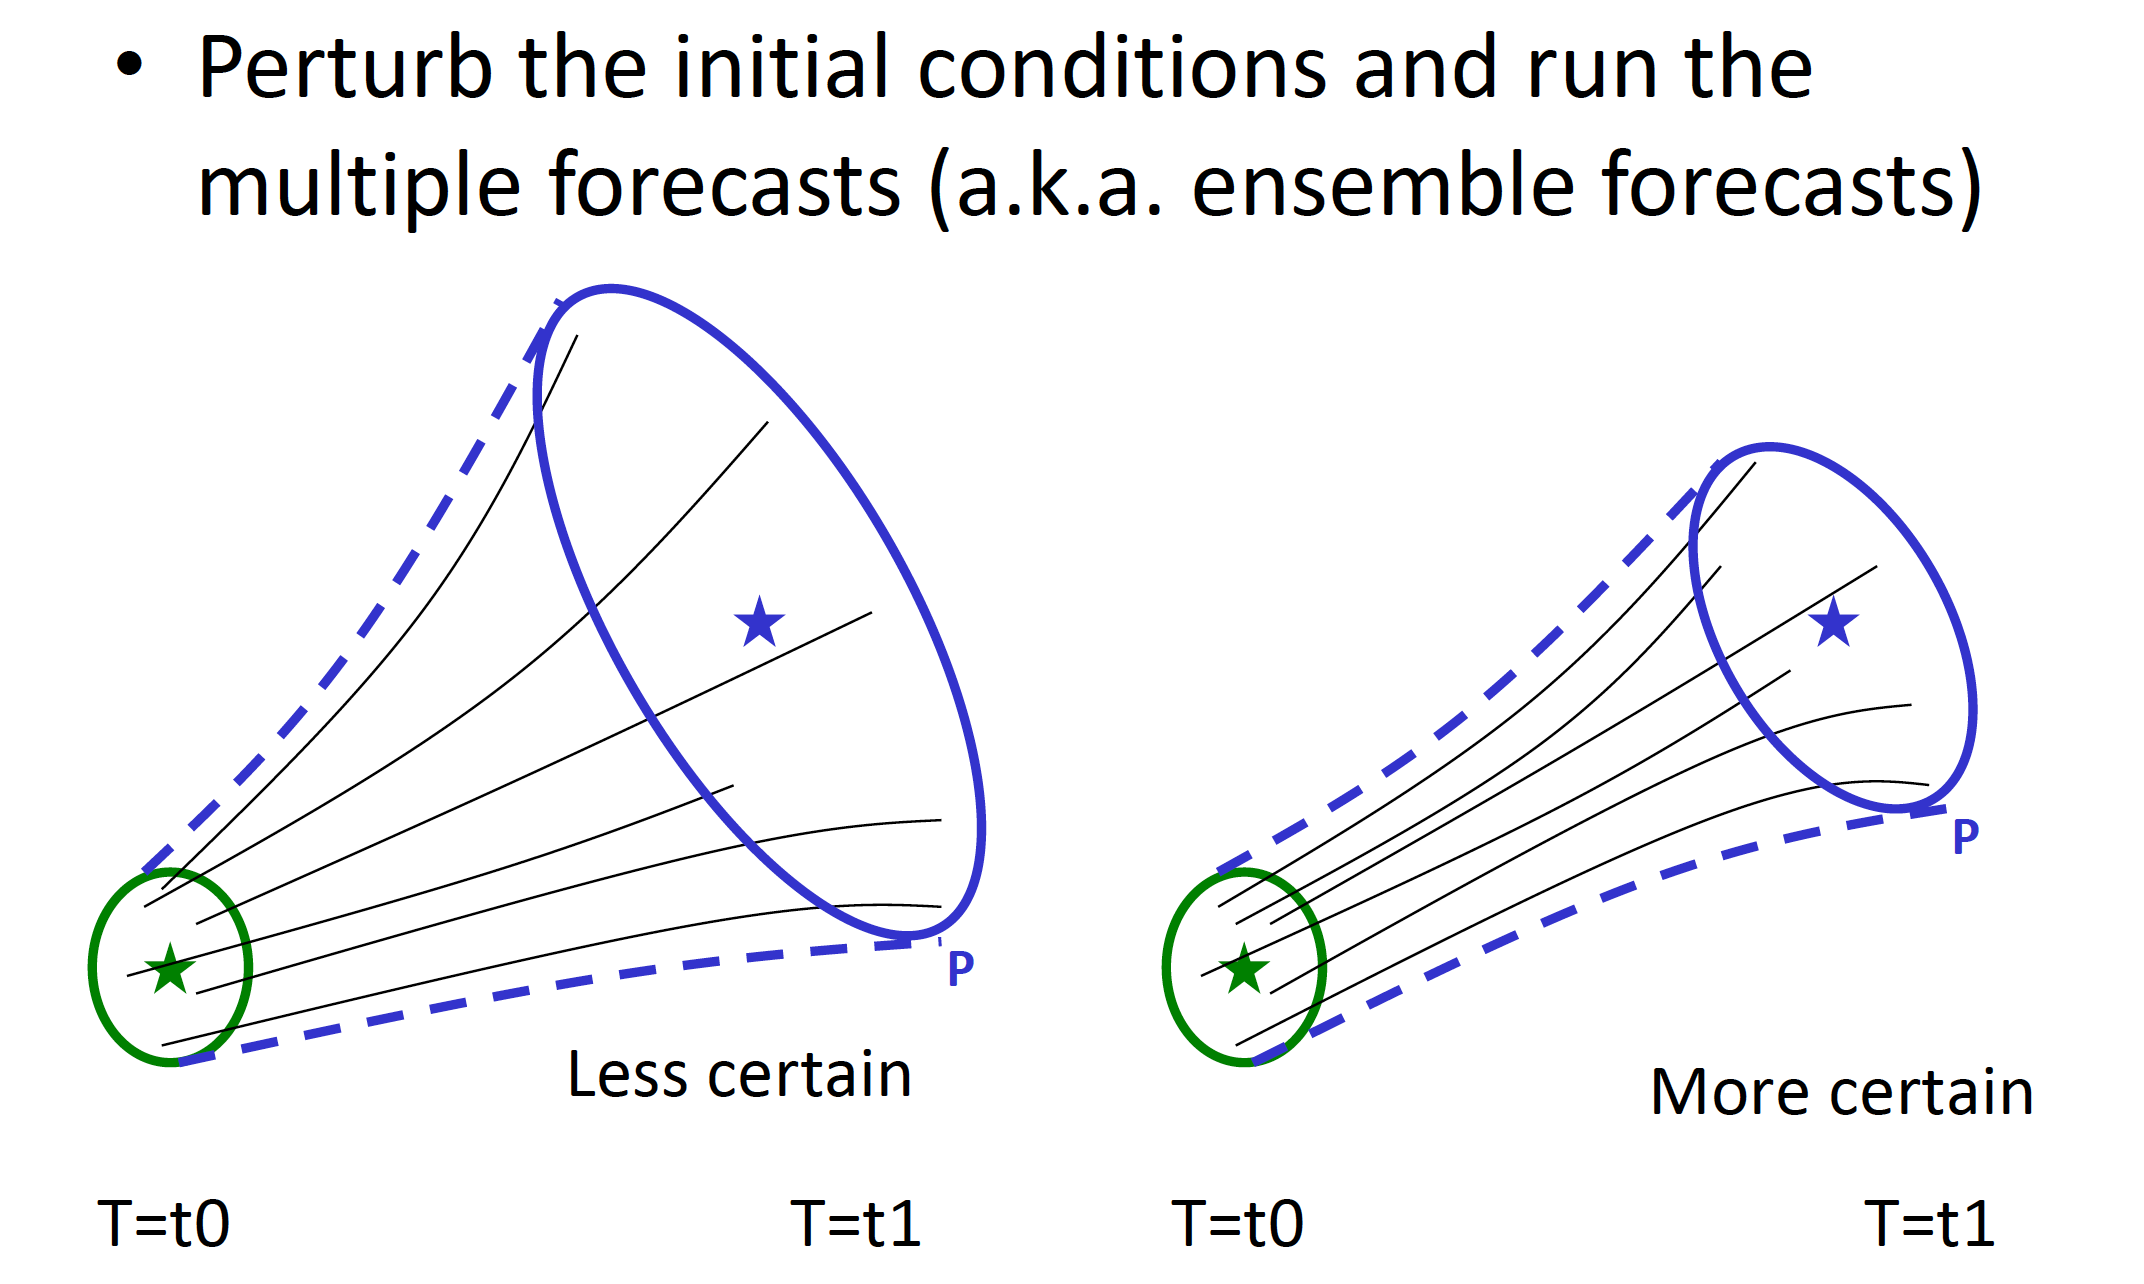 • Perturb the initial conditions and run the
multiple forecasts (a.k.a. ensemble forecasts)
P
P
Less certain
More certain
T=t0
T=t1
T=t0
T=t1